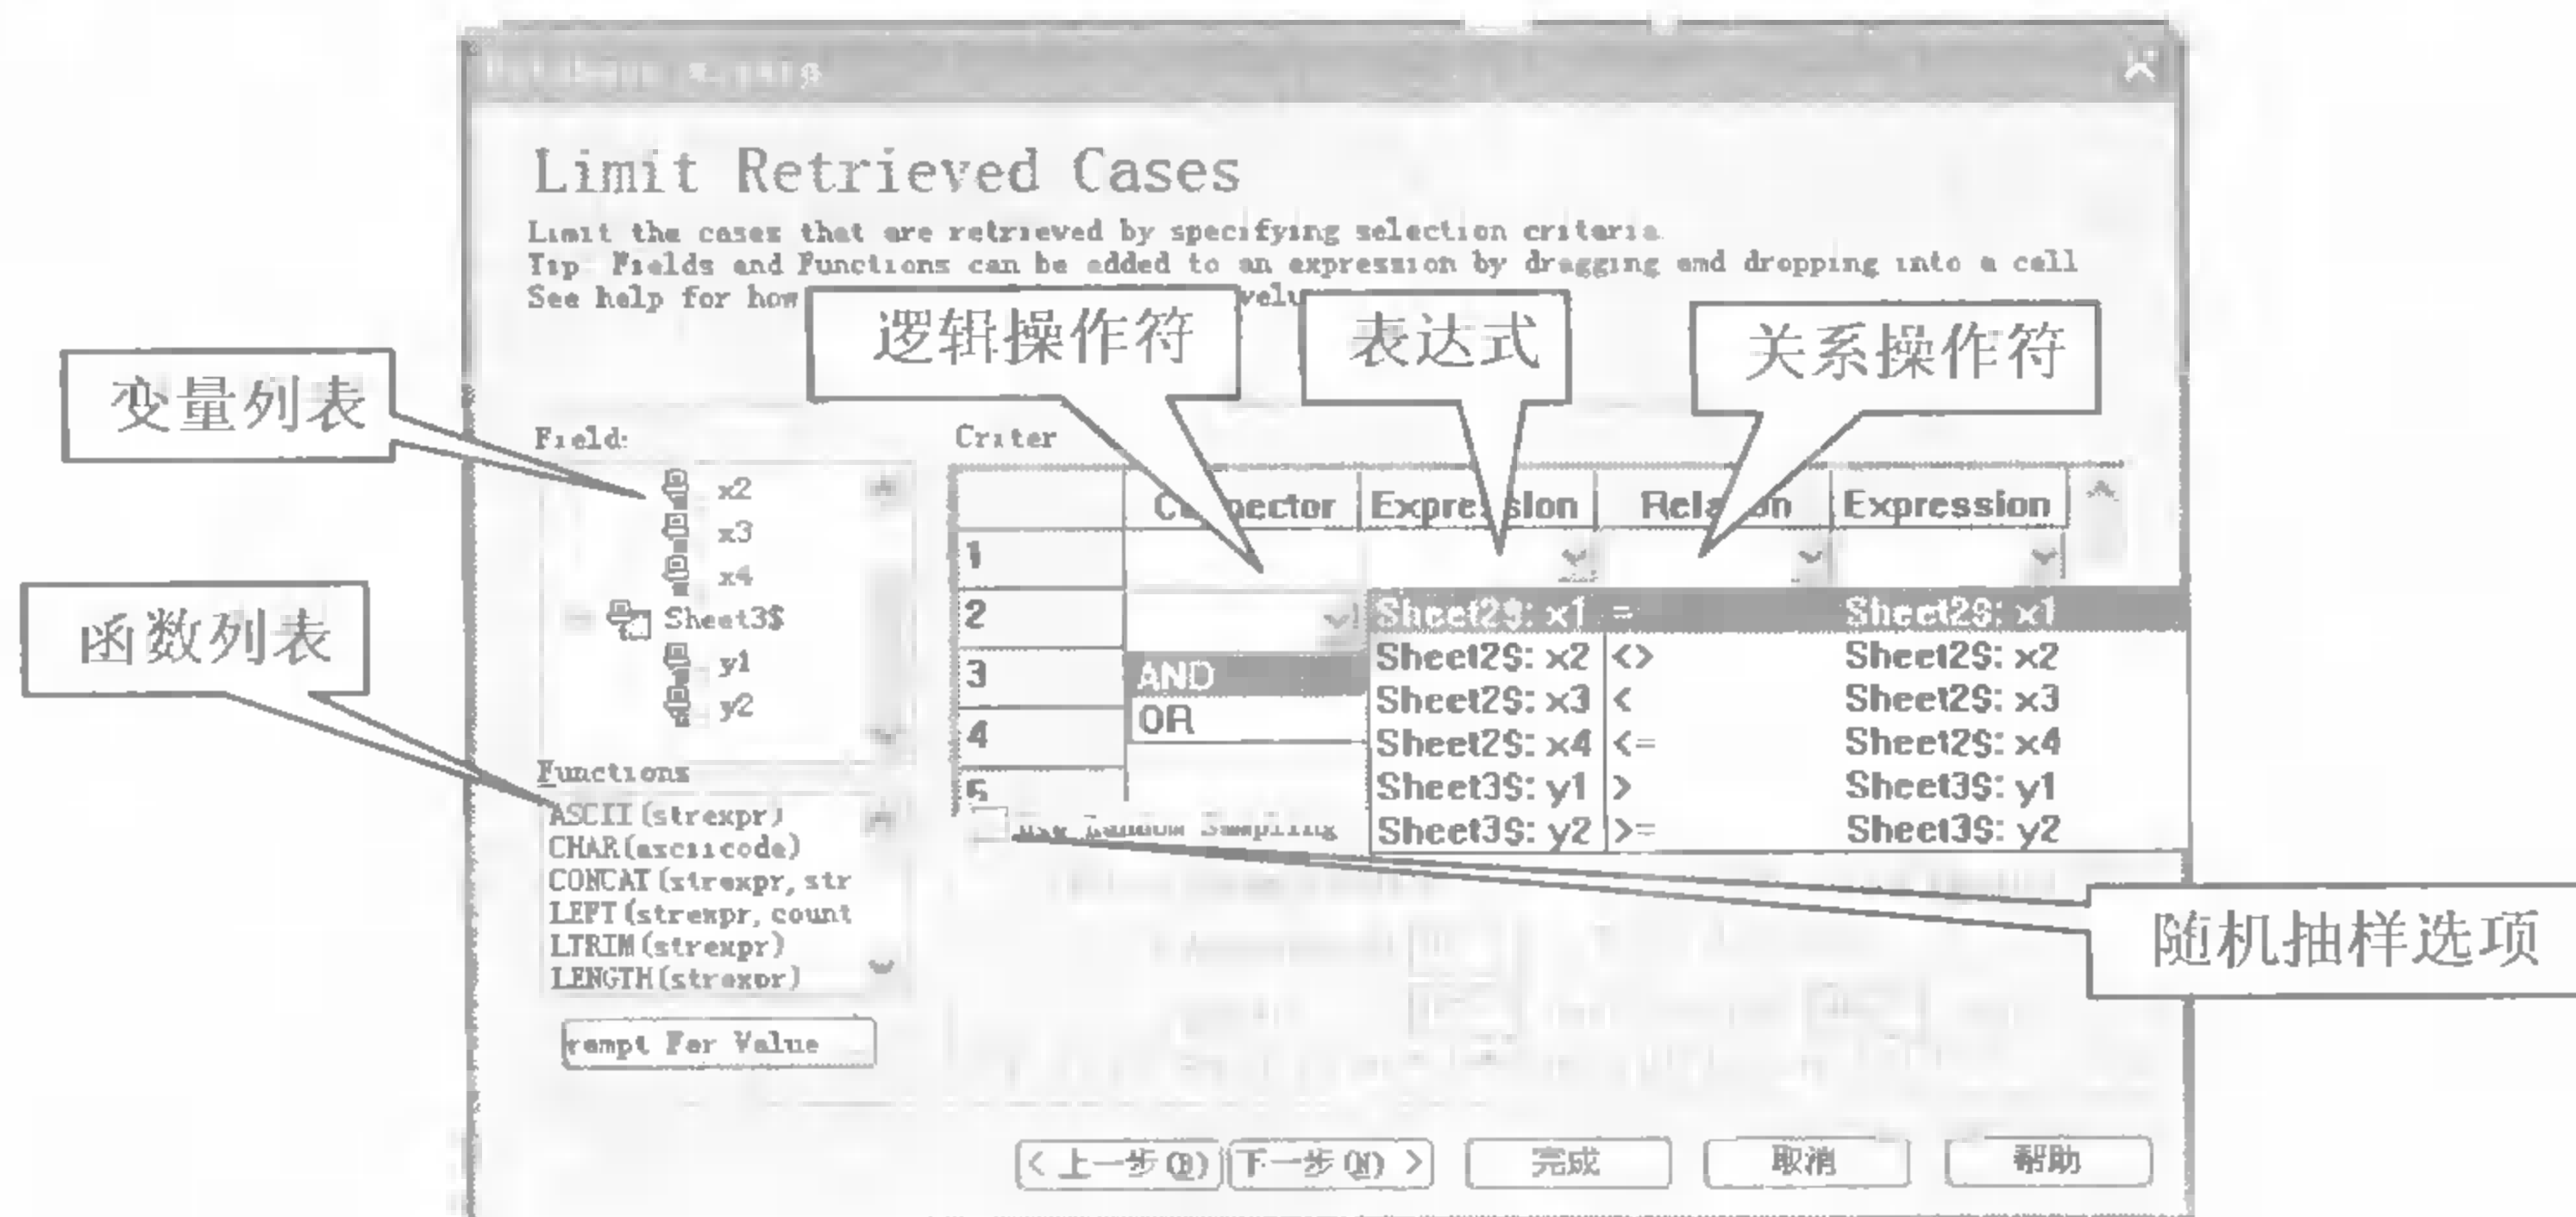 Limit Retrieved Cases
Limit the cases that are retrieved by specifying selection criteria
Tip Fields and Functions can be added to an expression by dragging and dropping into a cell
See help for how
逻辑操作符
表达式
关系操作符
变量列表
函数列表
Field:
x2
x3
x4
Sheet3$
y1
y2
Functions
ASCII(strexpr)
CHAR(asciicode)
CONCAT(strexpr, str
LEFT(strexpr, count
LTRIM(strexpr)
LENGTH(strexpr)
rompt For Value
Criter
Expression
1
2
3
4
5
AND
OR
Sheet2$: x1 = Sheet2$: x1
Sheet2$: x2 <> Sheet2$: x2
Sheet2$: x3 < Sheet2$: x3
Sheet2$: x4 <= Sheet2$: x4
Sheet3$: y1 > Sheet3$: y1
Sheet3$: y2 >= Sheet3$: y2
Use Random Sampling
随机抽样选项
< 上一步(B) 下一步(N) > 完成 取消 帮助